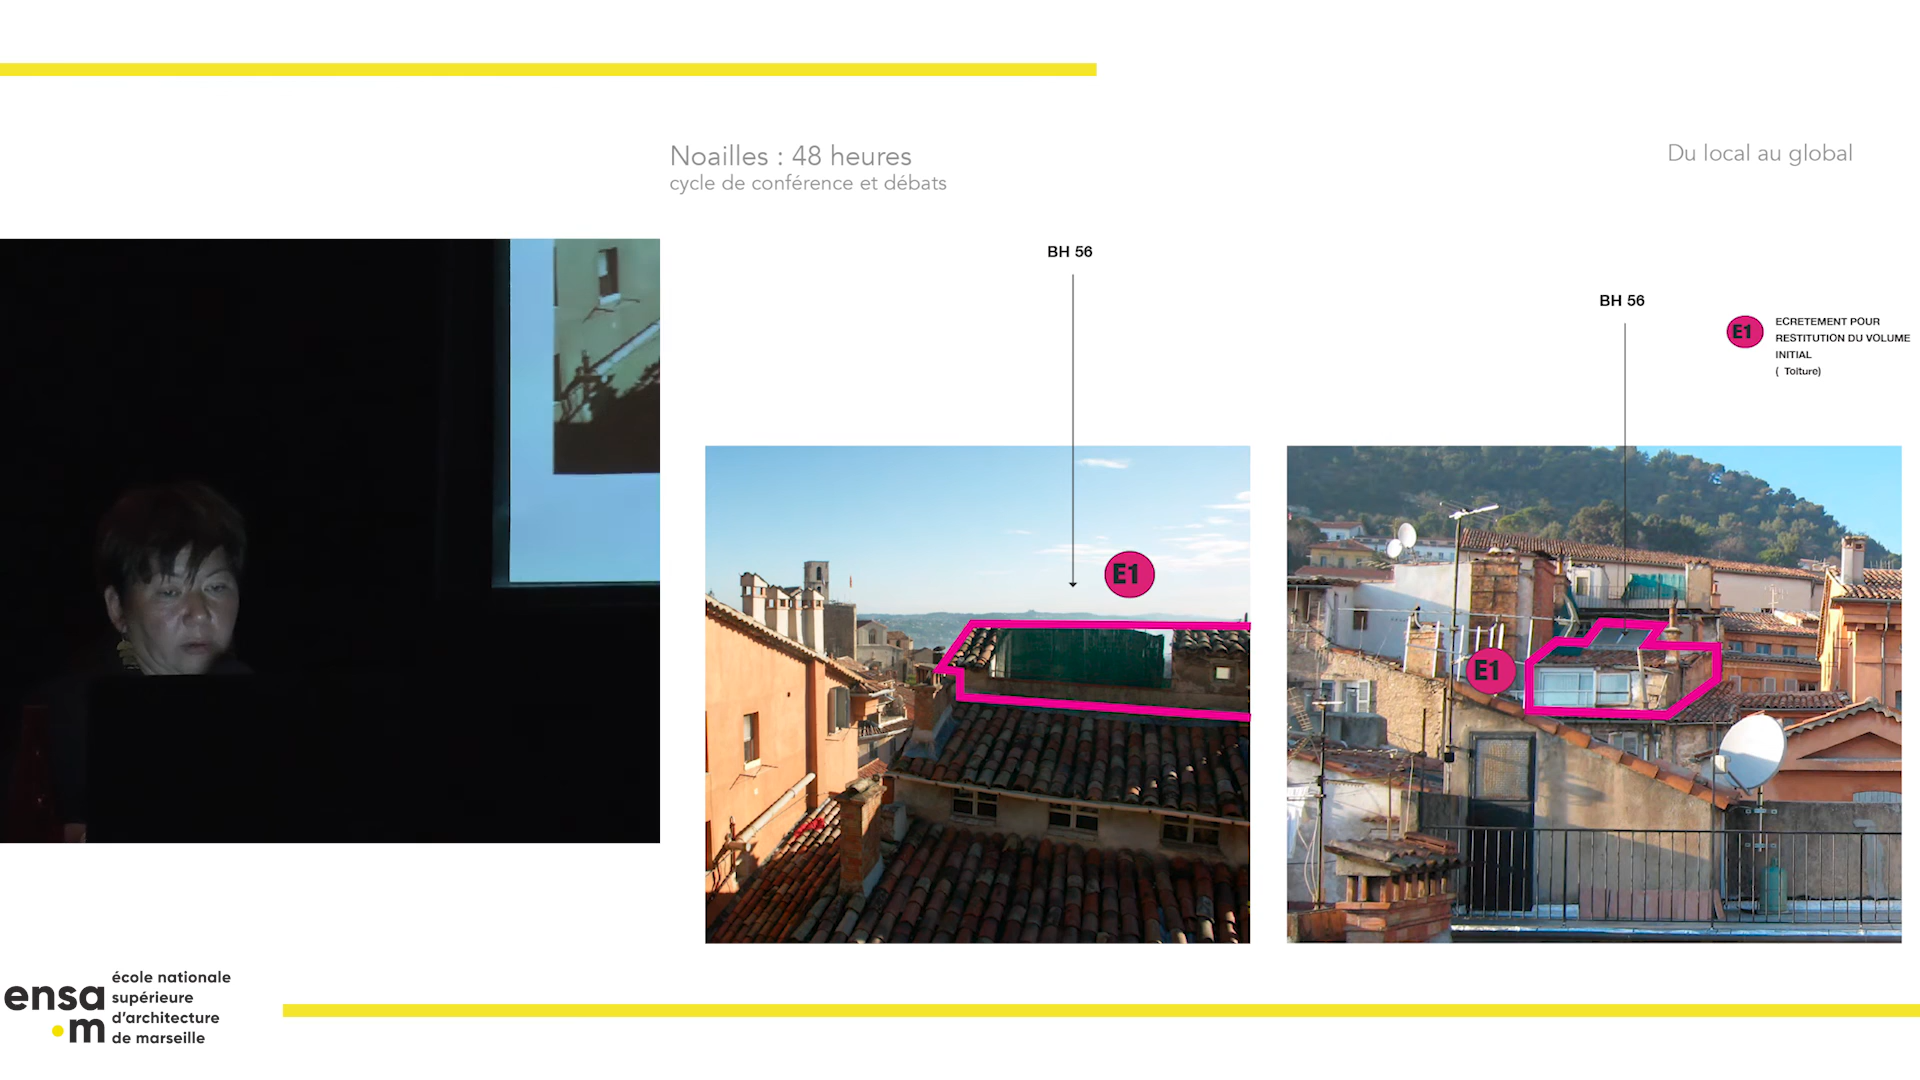 Noailles : 48 heures
cycle de conférence et débats
Du local au global
BH 56
BH 56
E1
ECRETEMENT POUR
RESTITUTION DU VOLUME
INITIAL
( Toiture)
E1
E1
ensa
•m
école nationale
supérieure
d'architecture
de marseille